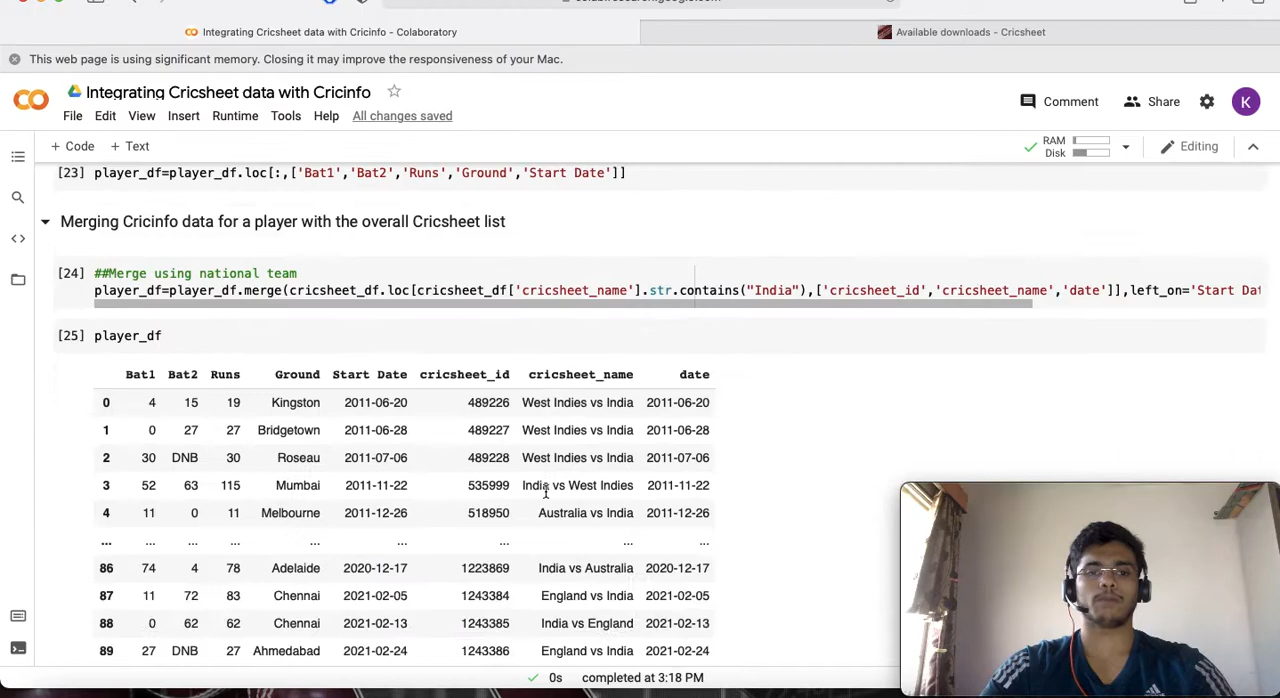 Integrating Cricsheet data with Cricinfo - Colaboratory
Available downloads - Cricsheet
This web page is using significant memory. Closing it may improve the responsiveness of your Mac.
Integrating Cricsheet data with Cricinfo
Comment Share K
File Edit View Insert Runtime Tools Help All changes saved
+ Code + Text RAM Disk Editing
[23] player_df=player_df.loc[:,['Bat1','Bat2','Runs','Ground','Start Date']]
Merging Cricinfo data for a player with the overall Cricsheet list
[24] ##Merge using national team
player_df=player_df.merge(cricsheet_df.loc[cricsheet_df['cricsheet_name'].str.contains("India"),['cricsheet_id','cricsheet_name','date']],left_on='Start Dat
[25] player_df
Bat1 Bat2 Runs Ground Start Date cricsheet_id cricsheet_name date
0 4 15 19 Kingston 2011-06-20 489226 West Indies vs India 2011-06-20
1 0 27 27 Bridgetown 2011-06-28 489227 West Indies vs India 2011-06-28
2 30 DNB 30 Roseau 2011-07-06 489228 West Indies vs India 2011-07-06
3 52 63 115 Mumbai 2011-11-22 535999 India vs West Indies 2011-11-22
4 11 0 11 Melbourne 2011-12-26 518950 Australia vs India 2011-12-26
... ... ... ... ... ... ... ... ...
86 74 4 78 Adelaide 2020-12-17 1223869 India vs Australia 2020-12-17
87 11 72 83 Chennai 2021-02-05 1243384 England vs India 2021-02-05
88 0 62 62 Chennai 2021-02-13 1243385 India vs England 2021-02-13
89 27 DNB 27 Ahmedabad 2021-02-24 1243386 England vs India 2021-02-24
0s completed at 3:18 PM